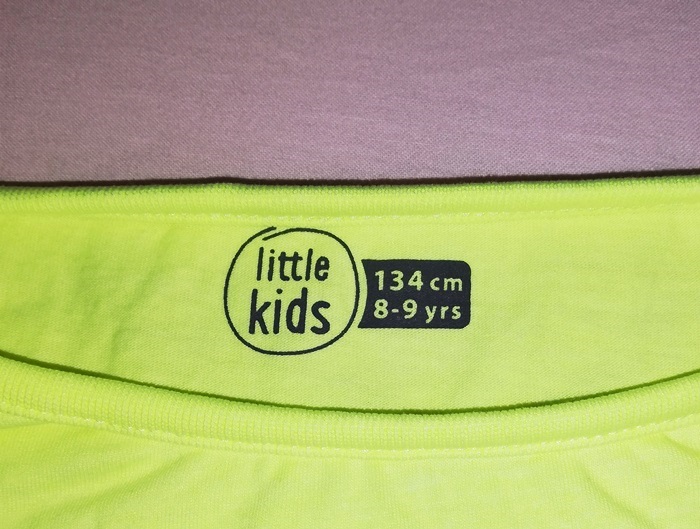 little
kids
134 cm
8-9 yrs